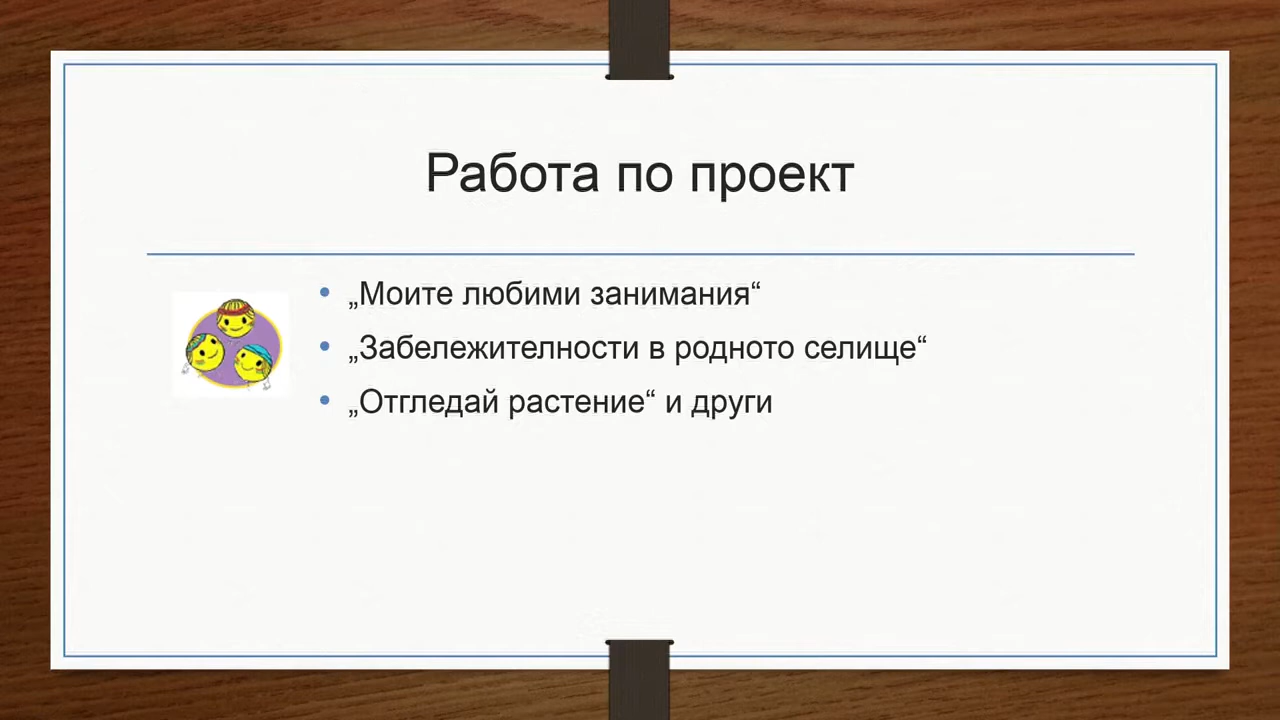 Работа по проект
• „Моите любими занимания“
• „Забележителности в родното селище“
• „Отгледай растение“ и други